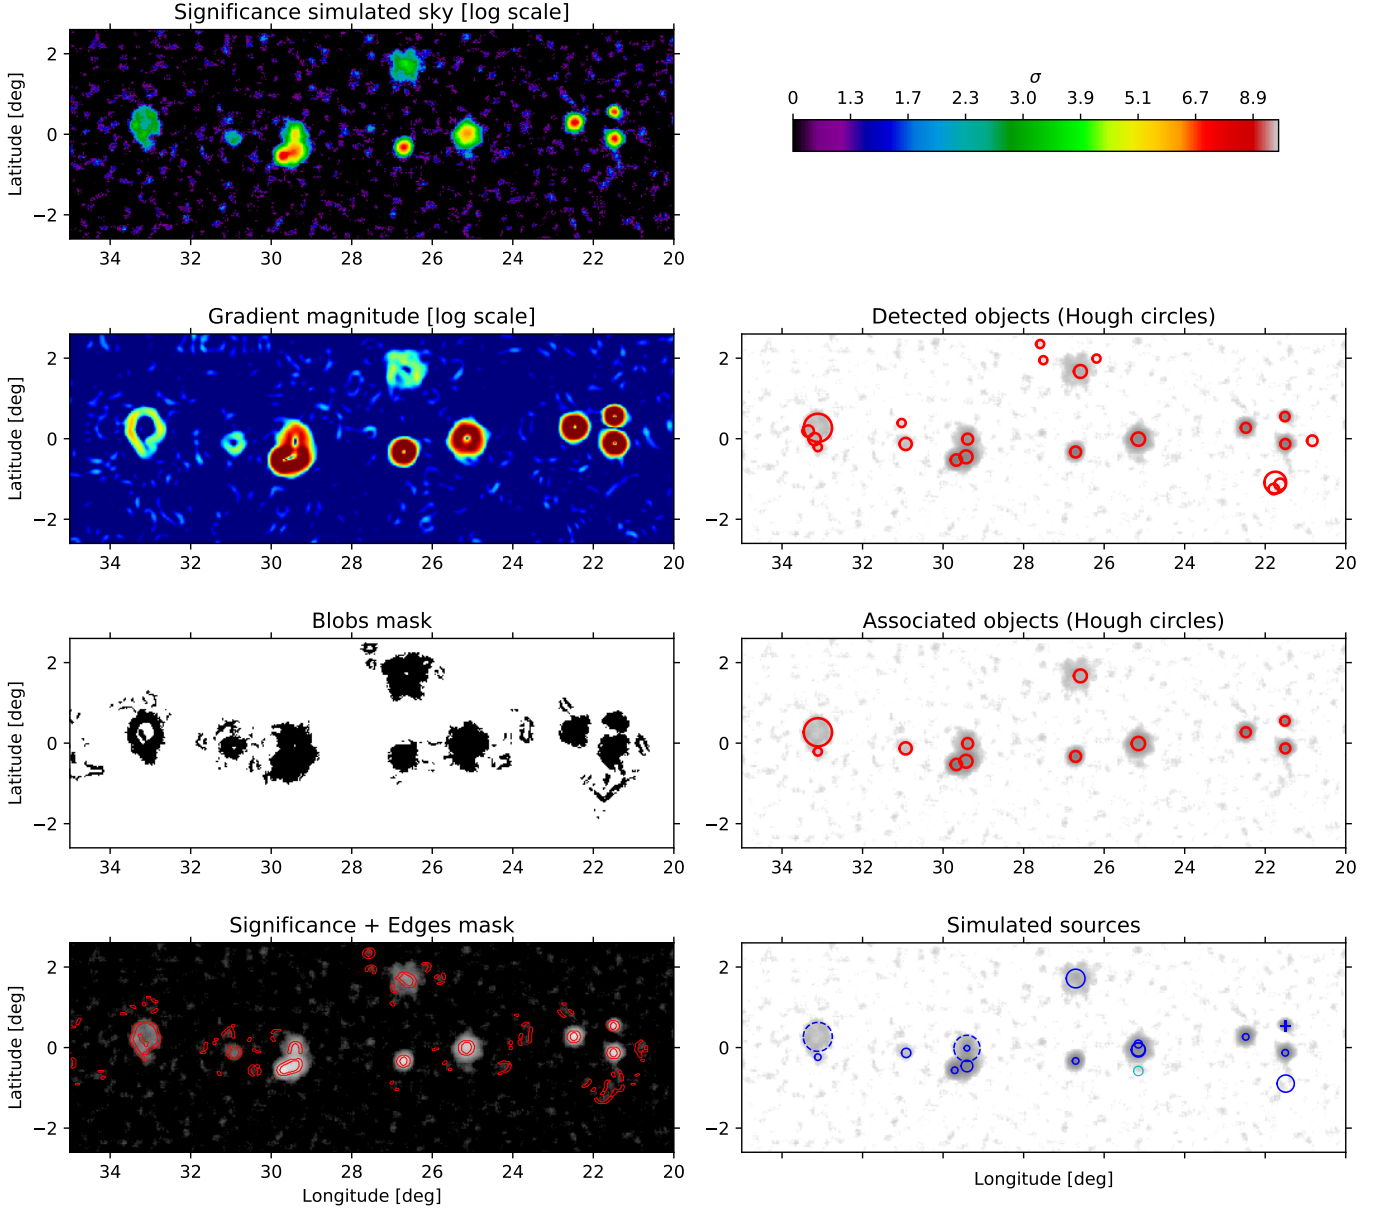 Significance simulated sky [log scale]
Latitude [deg]
2
0
−2
34 32 30 28 26 24 22 20
σ
0 1.3 1.7 2.3 3.0 3.9 5.1 6.7 8.9
Gradient magnitude [log scale]
Latitude [deg]
2
0
−2
34 32 30 28 26 24 22 20
Detected objects (Hough circles)
2
0
−2
34 32 30 28 26 24 22 20
Blobs mask
Latitude [deg]
2
0
−2
34 32 30 28 26 24 22 20
Associated objects (Hough circles)
2
0
−2
34 32 30 28 26 24 22 20
Significance + Edges mask
Latitude [deg]
2
0
−2
34 32 30 28 26 24 22 20
Longitude [deg]
Simulated sources
2
0
−2
Longitude [deg]